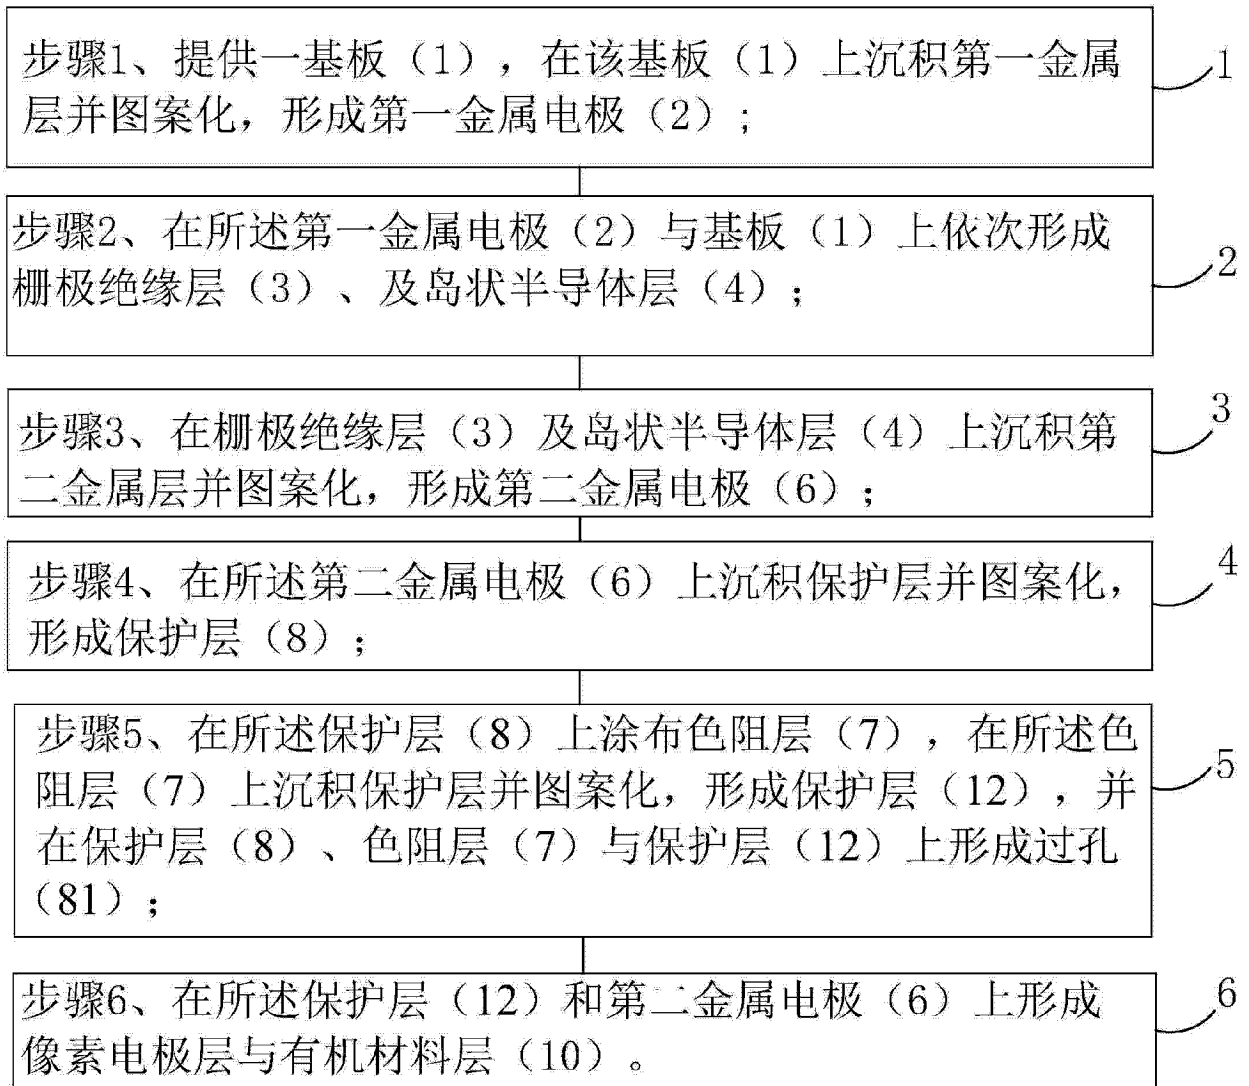 步骤1、提供一基板（1），在该基板（1）上沉积第一金属
层并图案化，形成第一金属电极（2）；
1
步骤2、在所述第一金属电极（2）与基板（1）上依次形成
栅极绝缘层（3）、及岛状半导体层（4）；
2
步骤3、在栅极绝缘层（3）及岛状半导体层（4）上沉积第
二金属层并图案化，形成第二金属电极（6）；
3
步骤4、在所述第二金属电极（6）上沉积保护层并图案化，
形成保护层（8）；
4
步骤5、在所述保护层（8）上涂布色阻层（7），在所述色
阻层（7）上沉积保护层并图案化，形成保护层（12），并
在保护层（8）、色阻层（7）与保护层（12）上形成过孔
（81）；
5
步骤6、在所述保护层（12）和第二金属电极（6）上形成
像素电极层与有机材料层（10）。
6